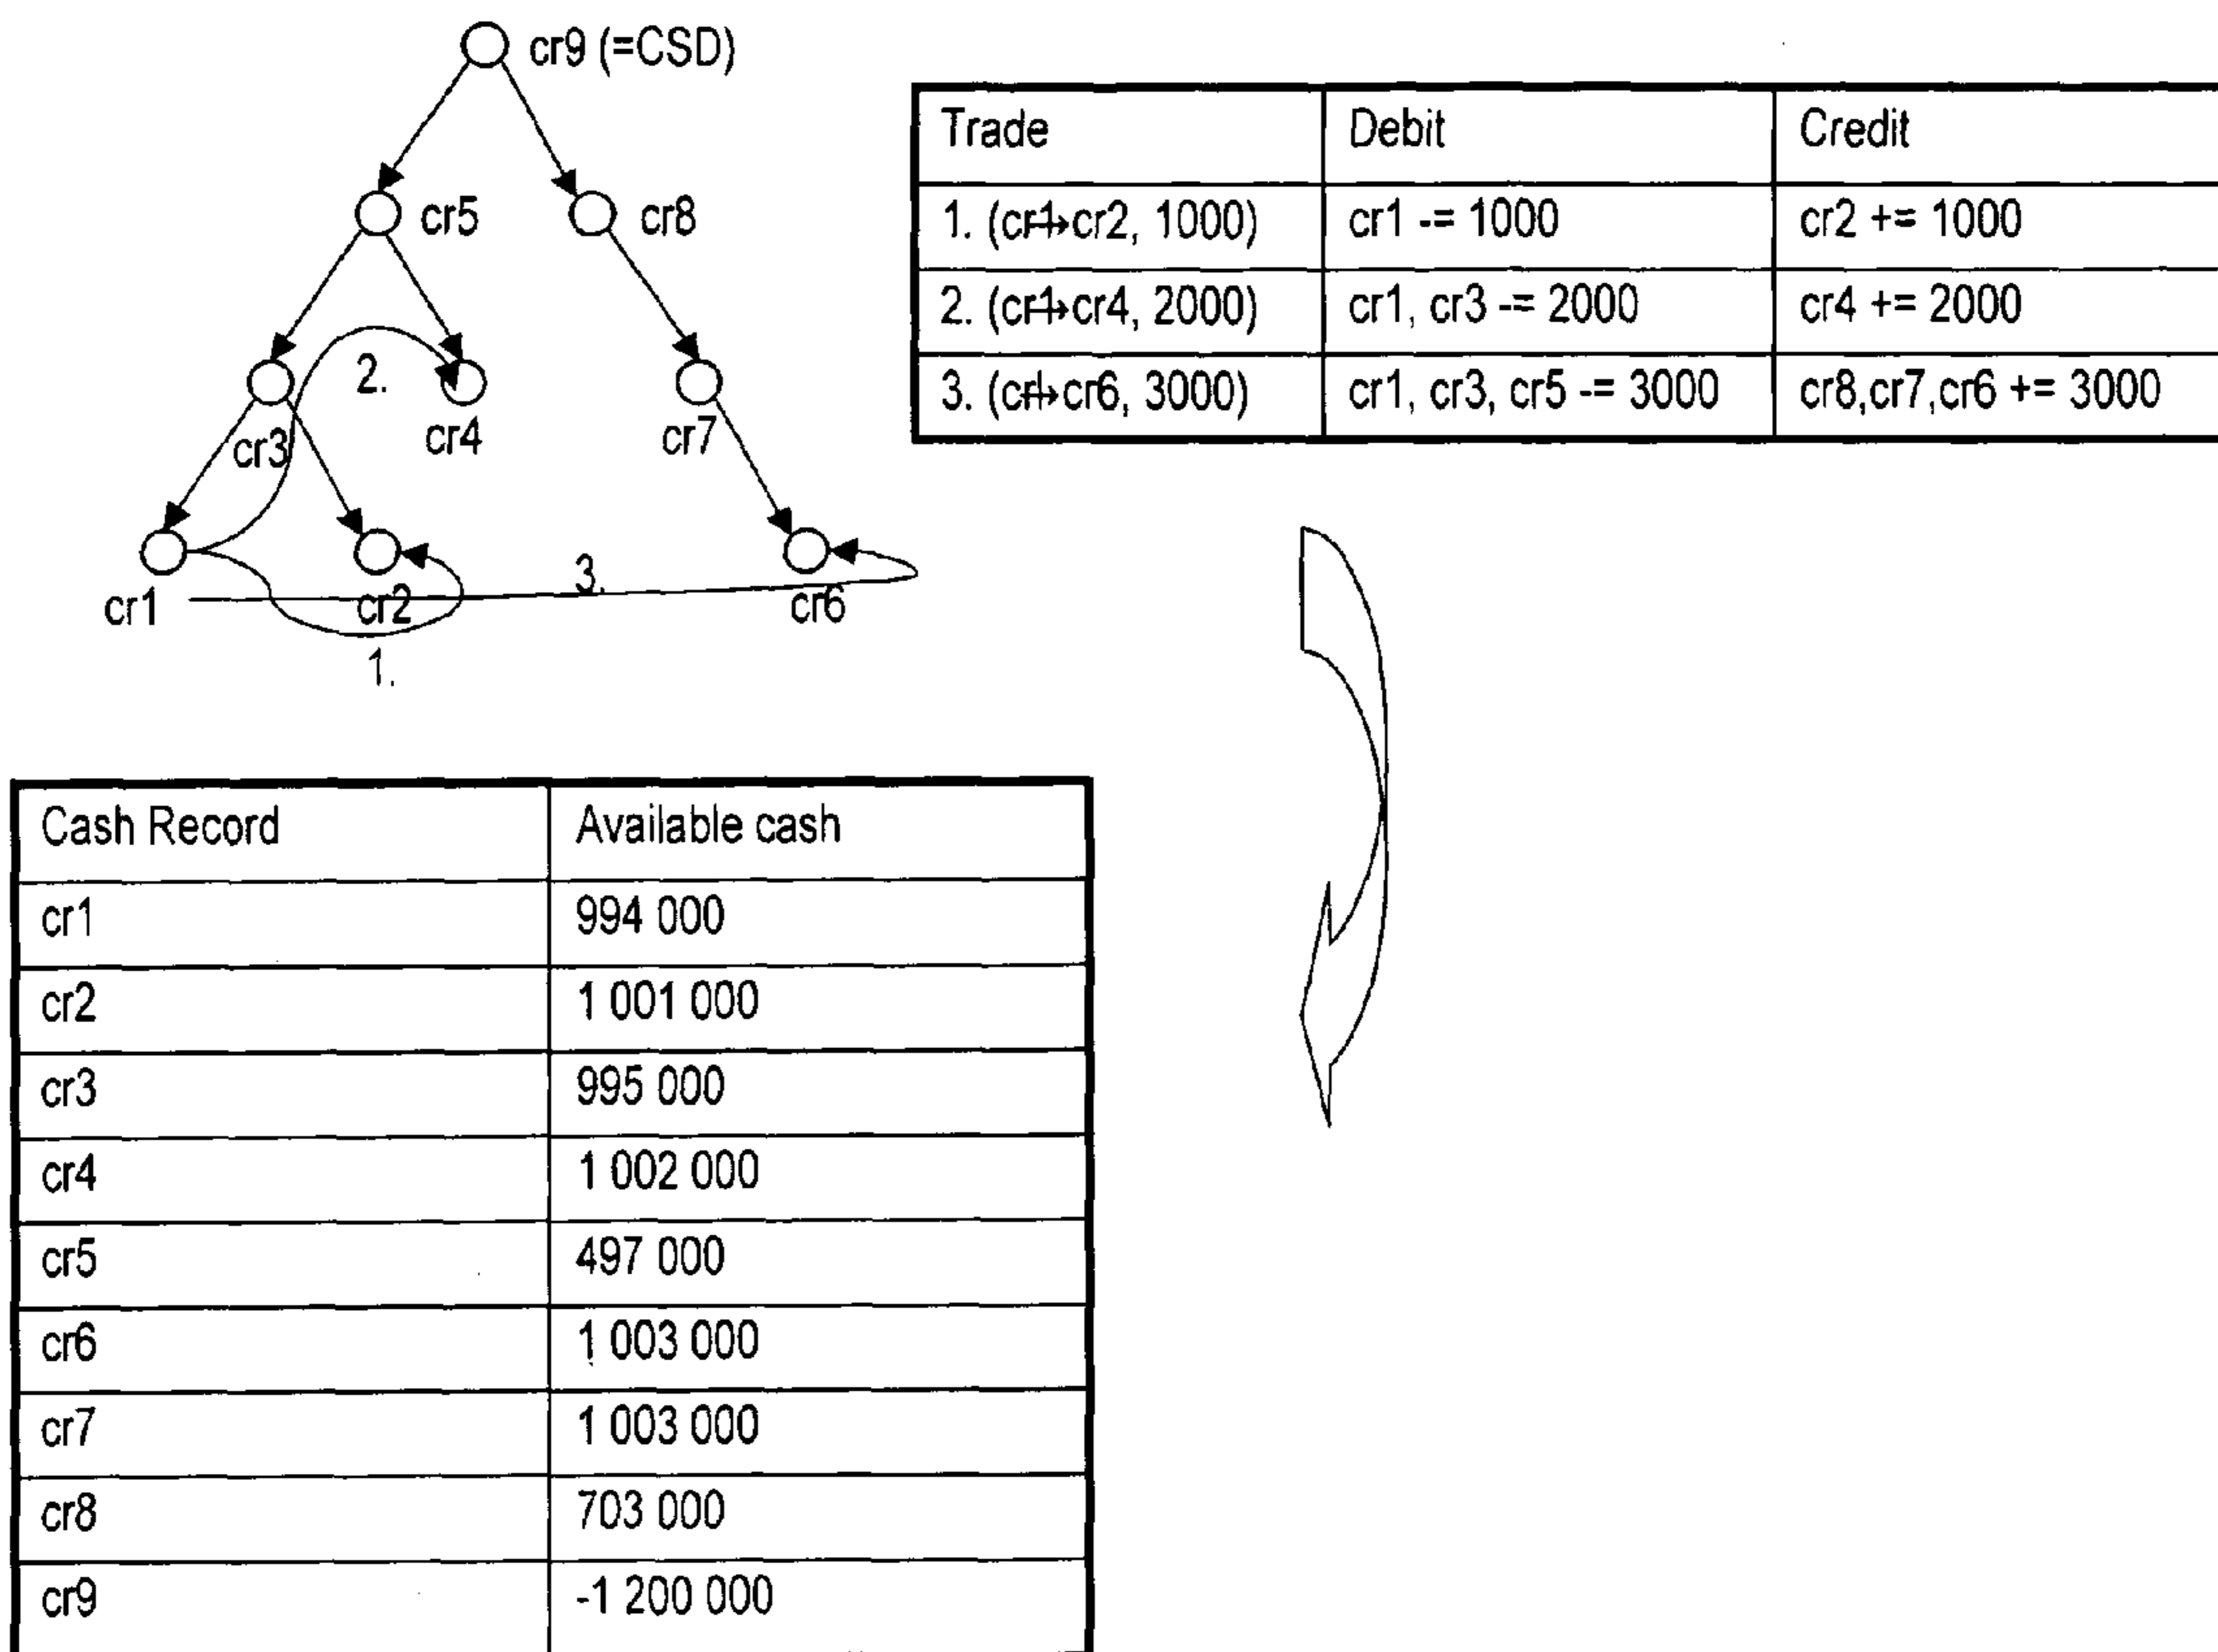 cr9 (=CSD)
cr5
cr8
2.
cr3
cr4
cr7
cr1
cr2
3.
cr6
1.
Trade Debit Credit
1. (cr1→cr2, 1000) cr1 -= 1000 cr2 += 1000
2. (cr1→cr4, 2000) cr1, cr3 -= 2000 cr4 += 2000
3. (cr1→cr6, 3000) cr1, cr3, cr5 -= 3000 cr8,cr7,cr6 += 3000
Cash Record Available cash
cr1 994 000
cr2 1 001 000
cr3 995 000
cr4 1 002 000
cr5 497 000
cr6 1 003 000
cr7 1 003 000
cr8 703 000
cr9 -1 200 000